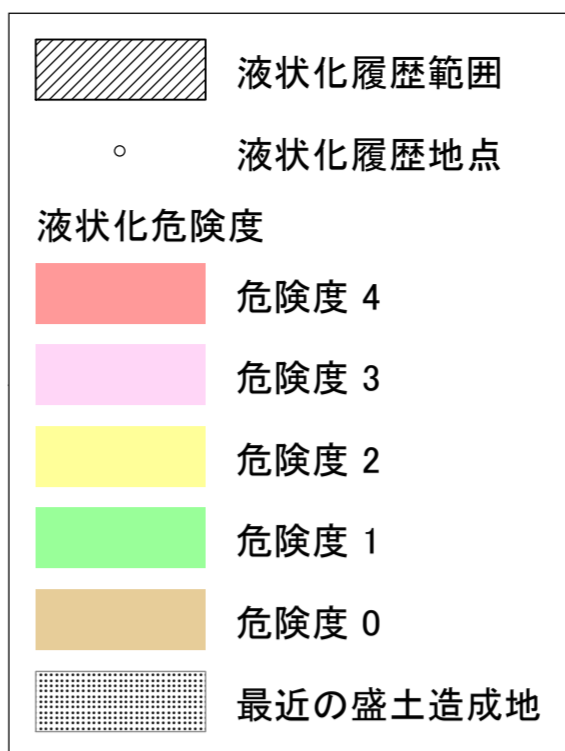 液状化履歴範囲
液状化履歴地点
液状化危険度
危険度 4
危険度 3
危険度 2
危険度 1
危険度 0
最近の盛土造成地